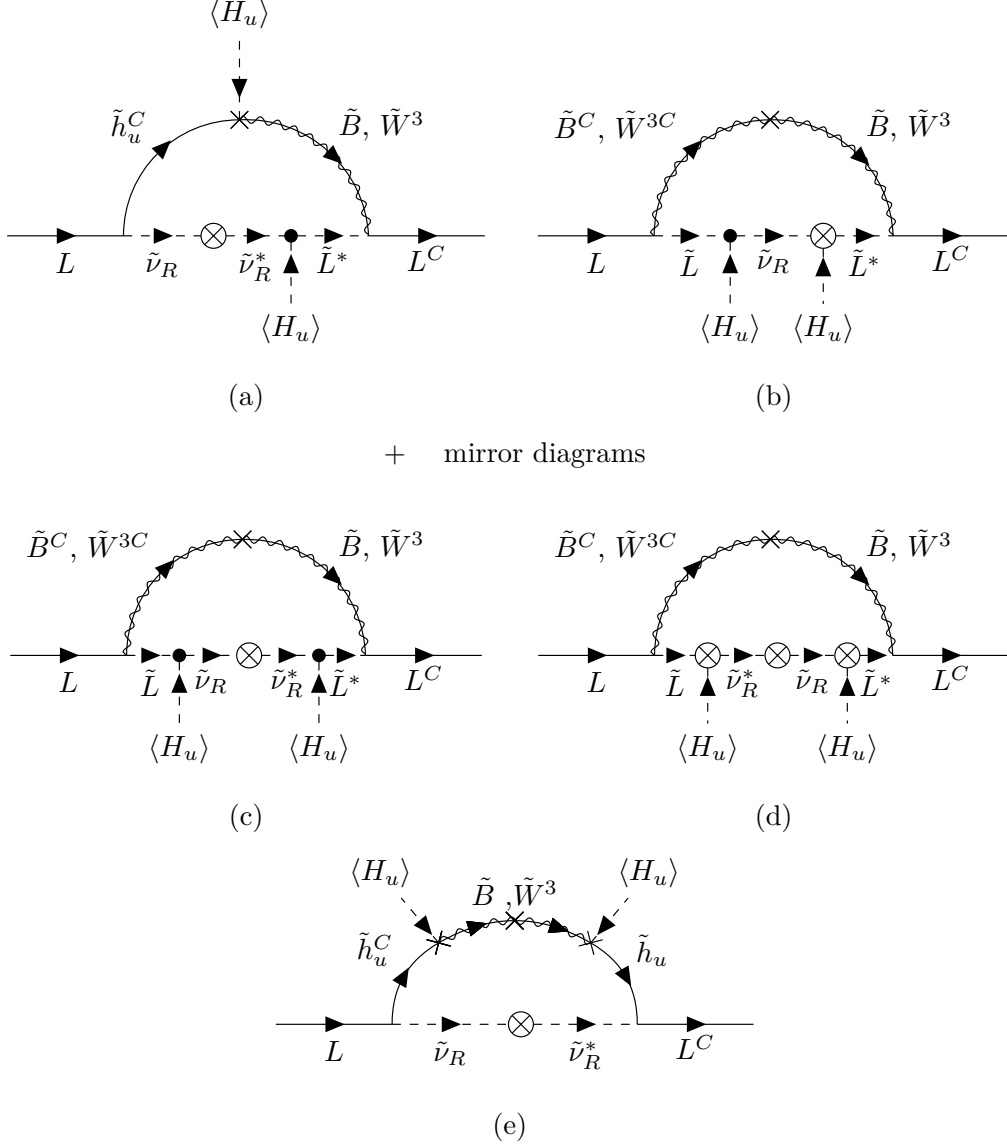 ⟨H_u⟩
h̃_u^C B̃, W̃^3
L ν̃_R ν̃_R^* L̃^* L^C
⟨H_u⟩
(a)
B̃^C, W̃^{3C} B̃, W̃^3
L L̃ ν̃_R L̃^* L^C
⟨H_u⟩ ⟨H_u⟩
(b)
+ mirror diagrams
B̃^C, W̃^{3C} B̃, W̃^3
L L̃ ν̃_R ν̃_R^* L̃^* L^C
⟨H_u⟩ ⟨H_u⟩
(c)
B̃^C, W̃^{3C} B̃, W̃^3
L L̃ ν̃_R^* ν̃_R L̃^* L^C
⟨H_u⟩ ⟨H_u⟩
(d)
⟨H_u⟩ B̃ ,W̃^3 ⟨H_u⟩
h̃_u^C h̃_u
L ν̃_R ν̃_R^* L^C
(e)